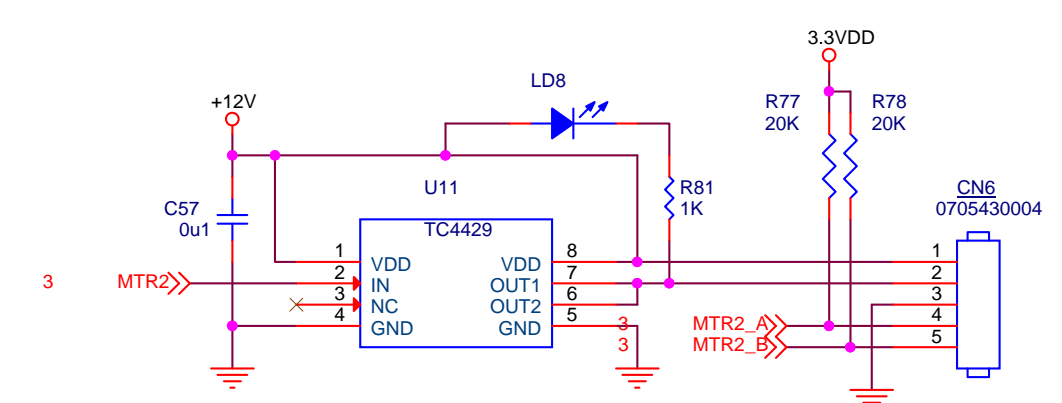 3.3VDD
LD8
+12V
R77
20K
R78
20K
U11
R81
1K
CN6
0705430004
C57
0u1
TC4429
1
VDD
8
VDD
1
3
MTR2
2
IN
7
OUT1
2
3
NC
6
OUT2
3
4
GND
5
GND
3
MTR2_A
4
3
MTR2_B
5